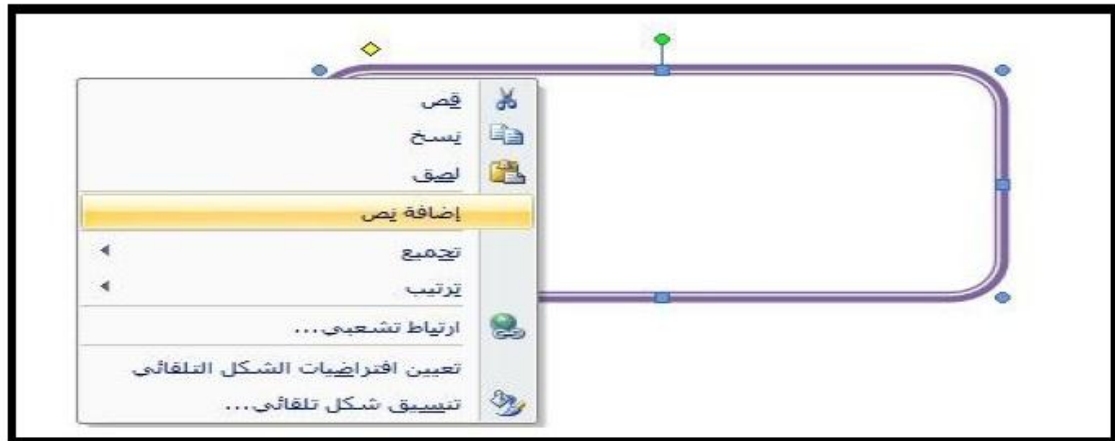 قص
نسخ
لصق
إضافة نص
تجميع
ترتيب
ارتباط تشعبي...
تعيين افتراضيات الشكل التلقائي
تنسيق شكل تلقائي...